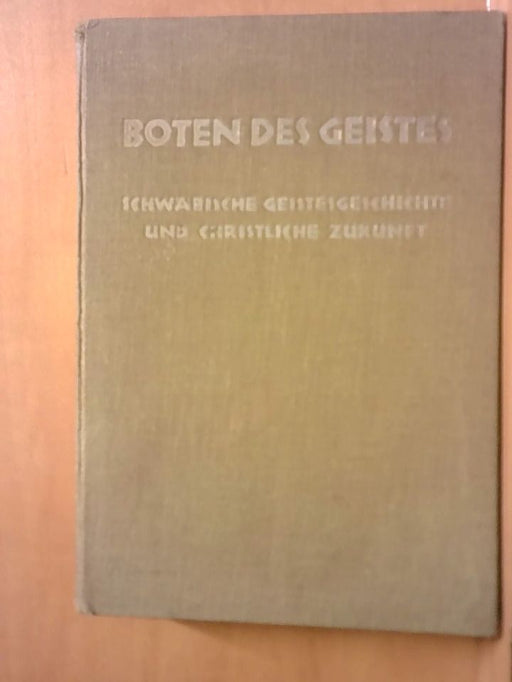 BOTEN DES GEISTES
SCHWÄBISCHE GEISTESGESCHICHTE
UND CHRISTLICHE ZUKUNFT